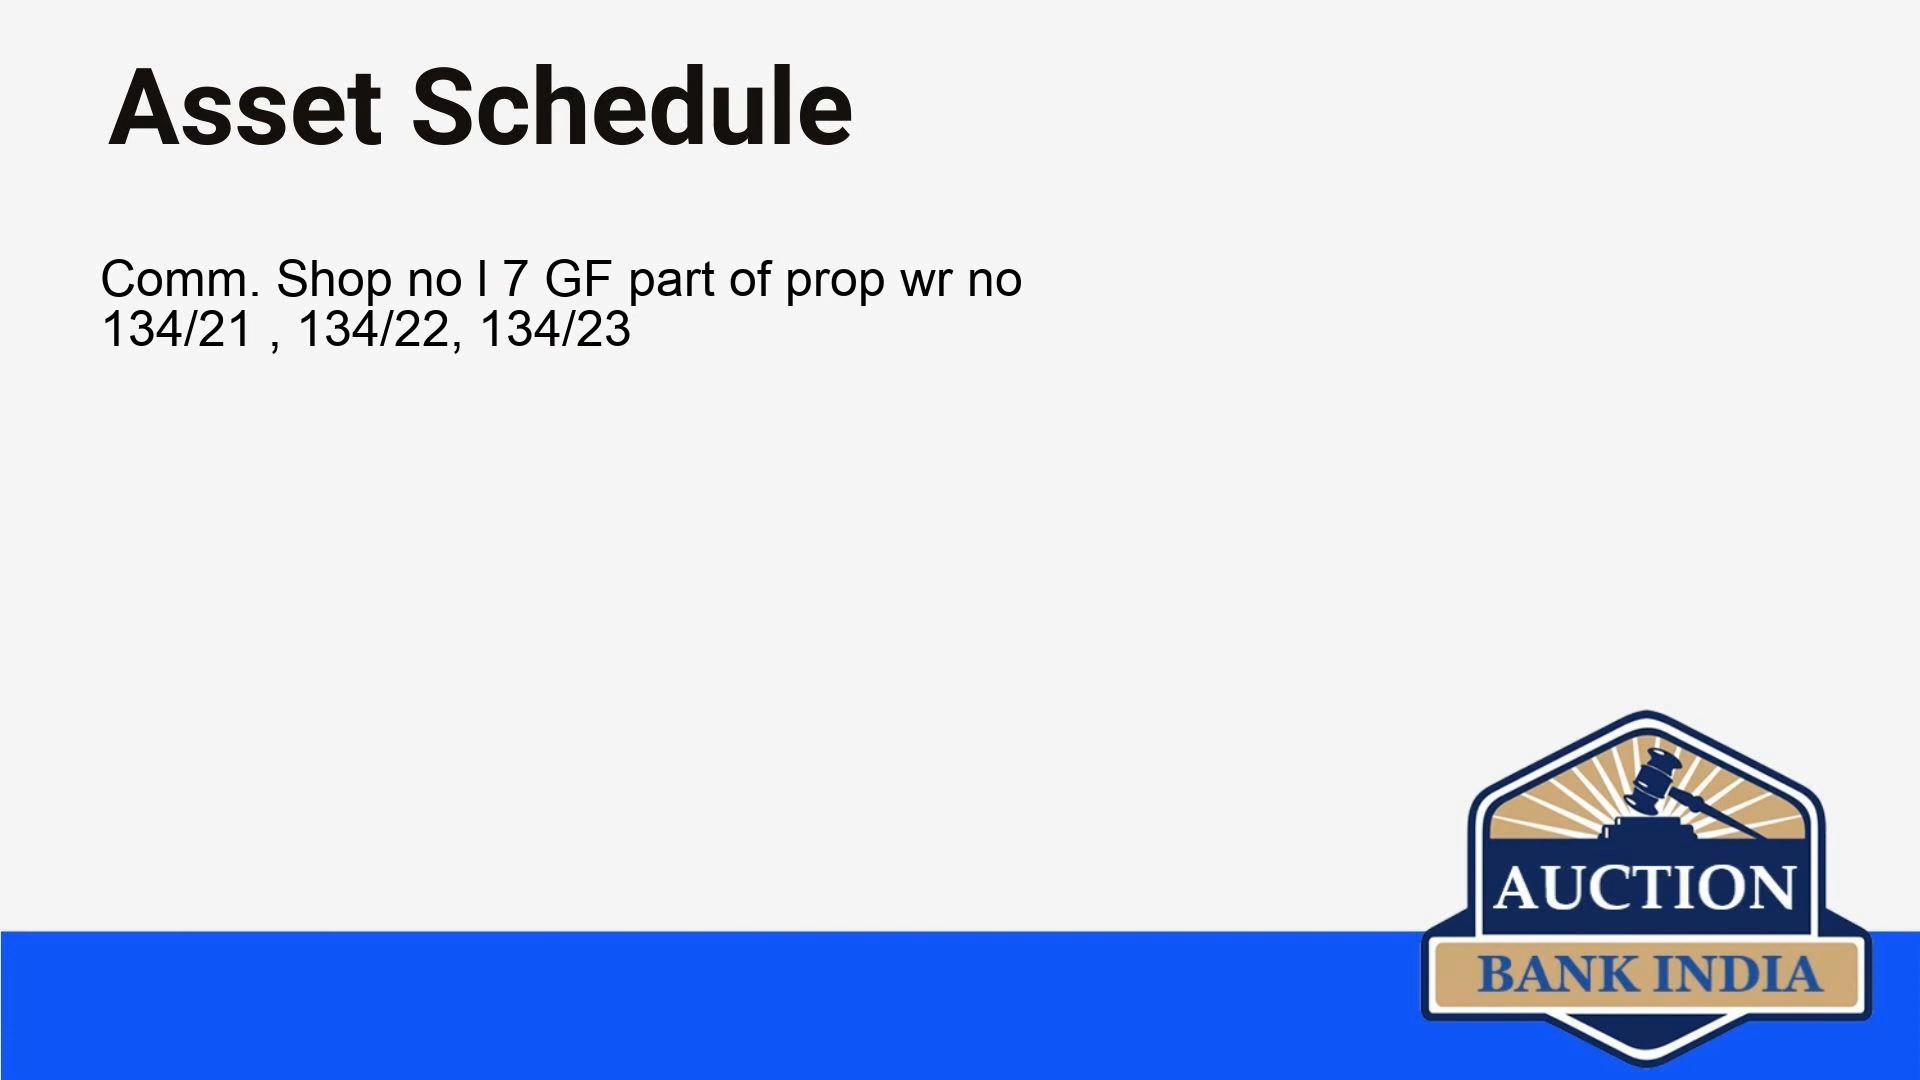 Asset Schedule
Comm. Shop no l 7 GF part of prop wr no
134/21 , 134/22, 134/23
AUCTION
BANK INDIA